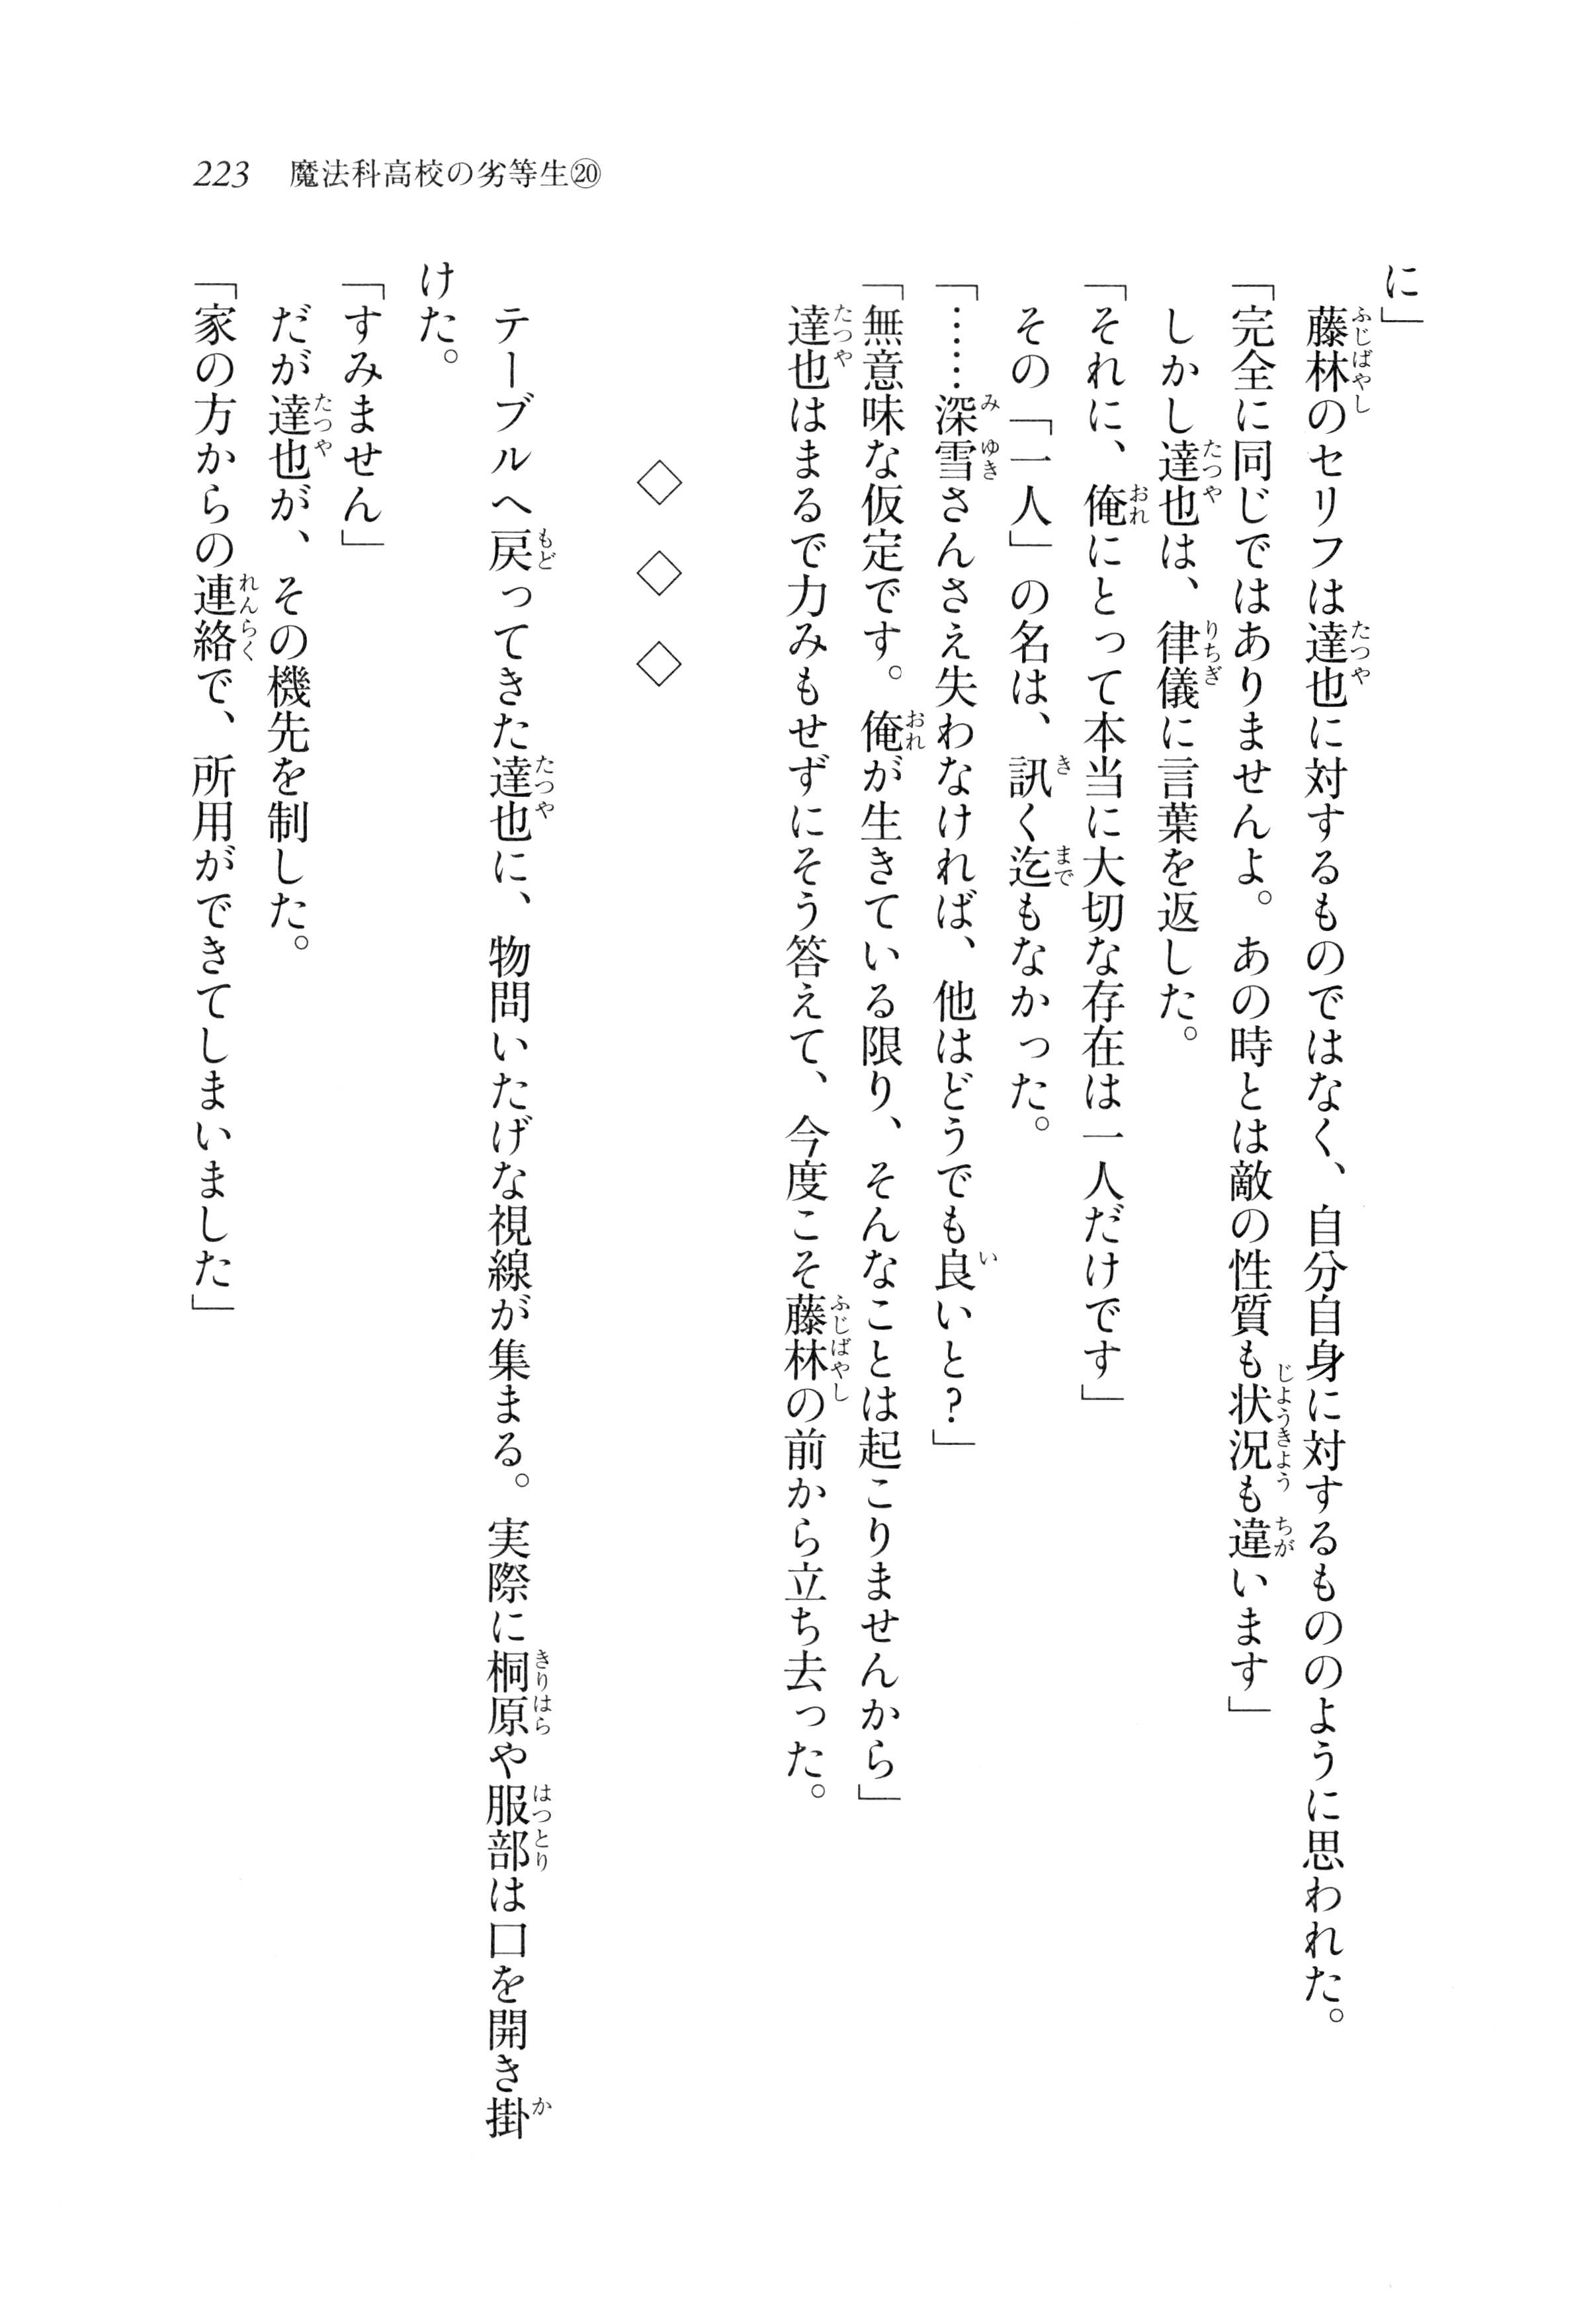 223 魔法科高校の劣等生⑳
に」
　藤林のセリフは達也に対するものではなく、自分自身に対するもののように思われた。
「完全に同じではありませんよ。あの時とは敵の性質も状況も違います」
　しかし達也は、律儀に言葉を返した。
「それに、俺にとって本当に大切な存在は一人だけです」
　その「一人」の名は、訊く迄もなかった。
「……深雪さんさえ失わなければ、他はどうでも良いと？」
「無意味な仮定です。俺が生きている限り、そんなことは起こりませんから」
　達也はまるで力みもせずにそう答えて、今度こそ藤林の前から立ち去った。
◇　◇　◇
　テーブルへ戻ってきた達也に、物問いたげな視線が集まる。実際に桐原や服部は口を開き掛
けた。
「すみません」
　だが達也が、その機先を制した。
「家の方からの連絡で、所用ができてしまいました」